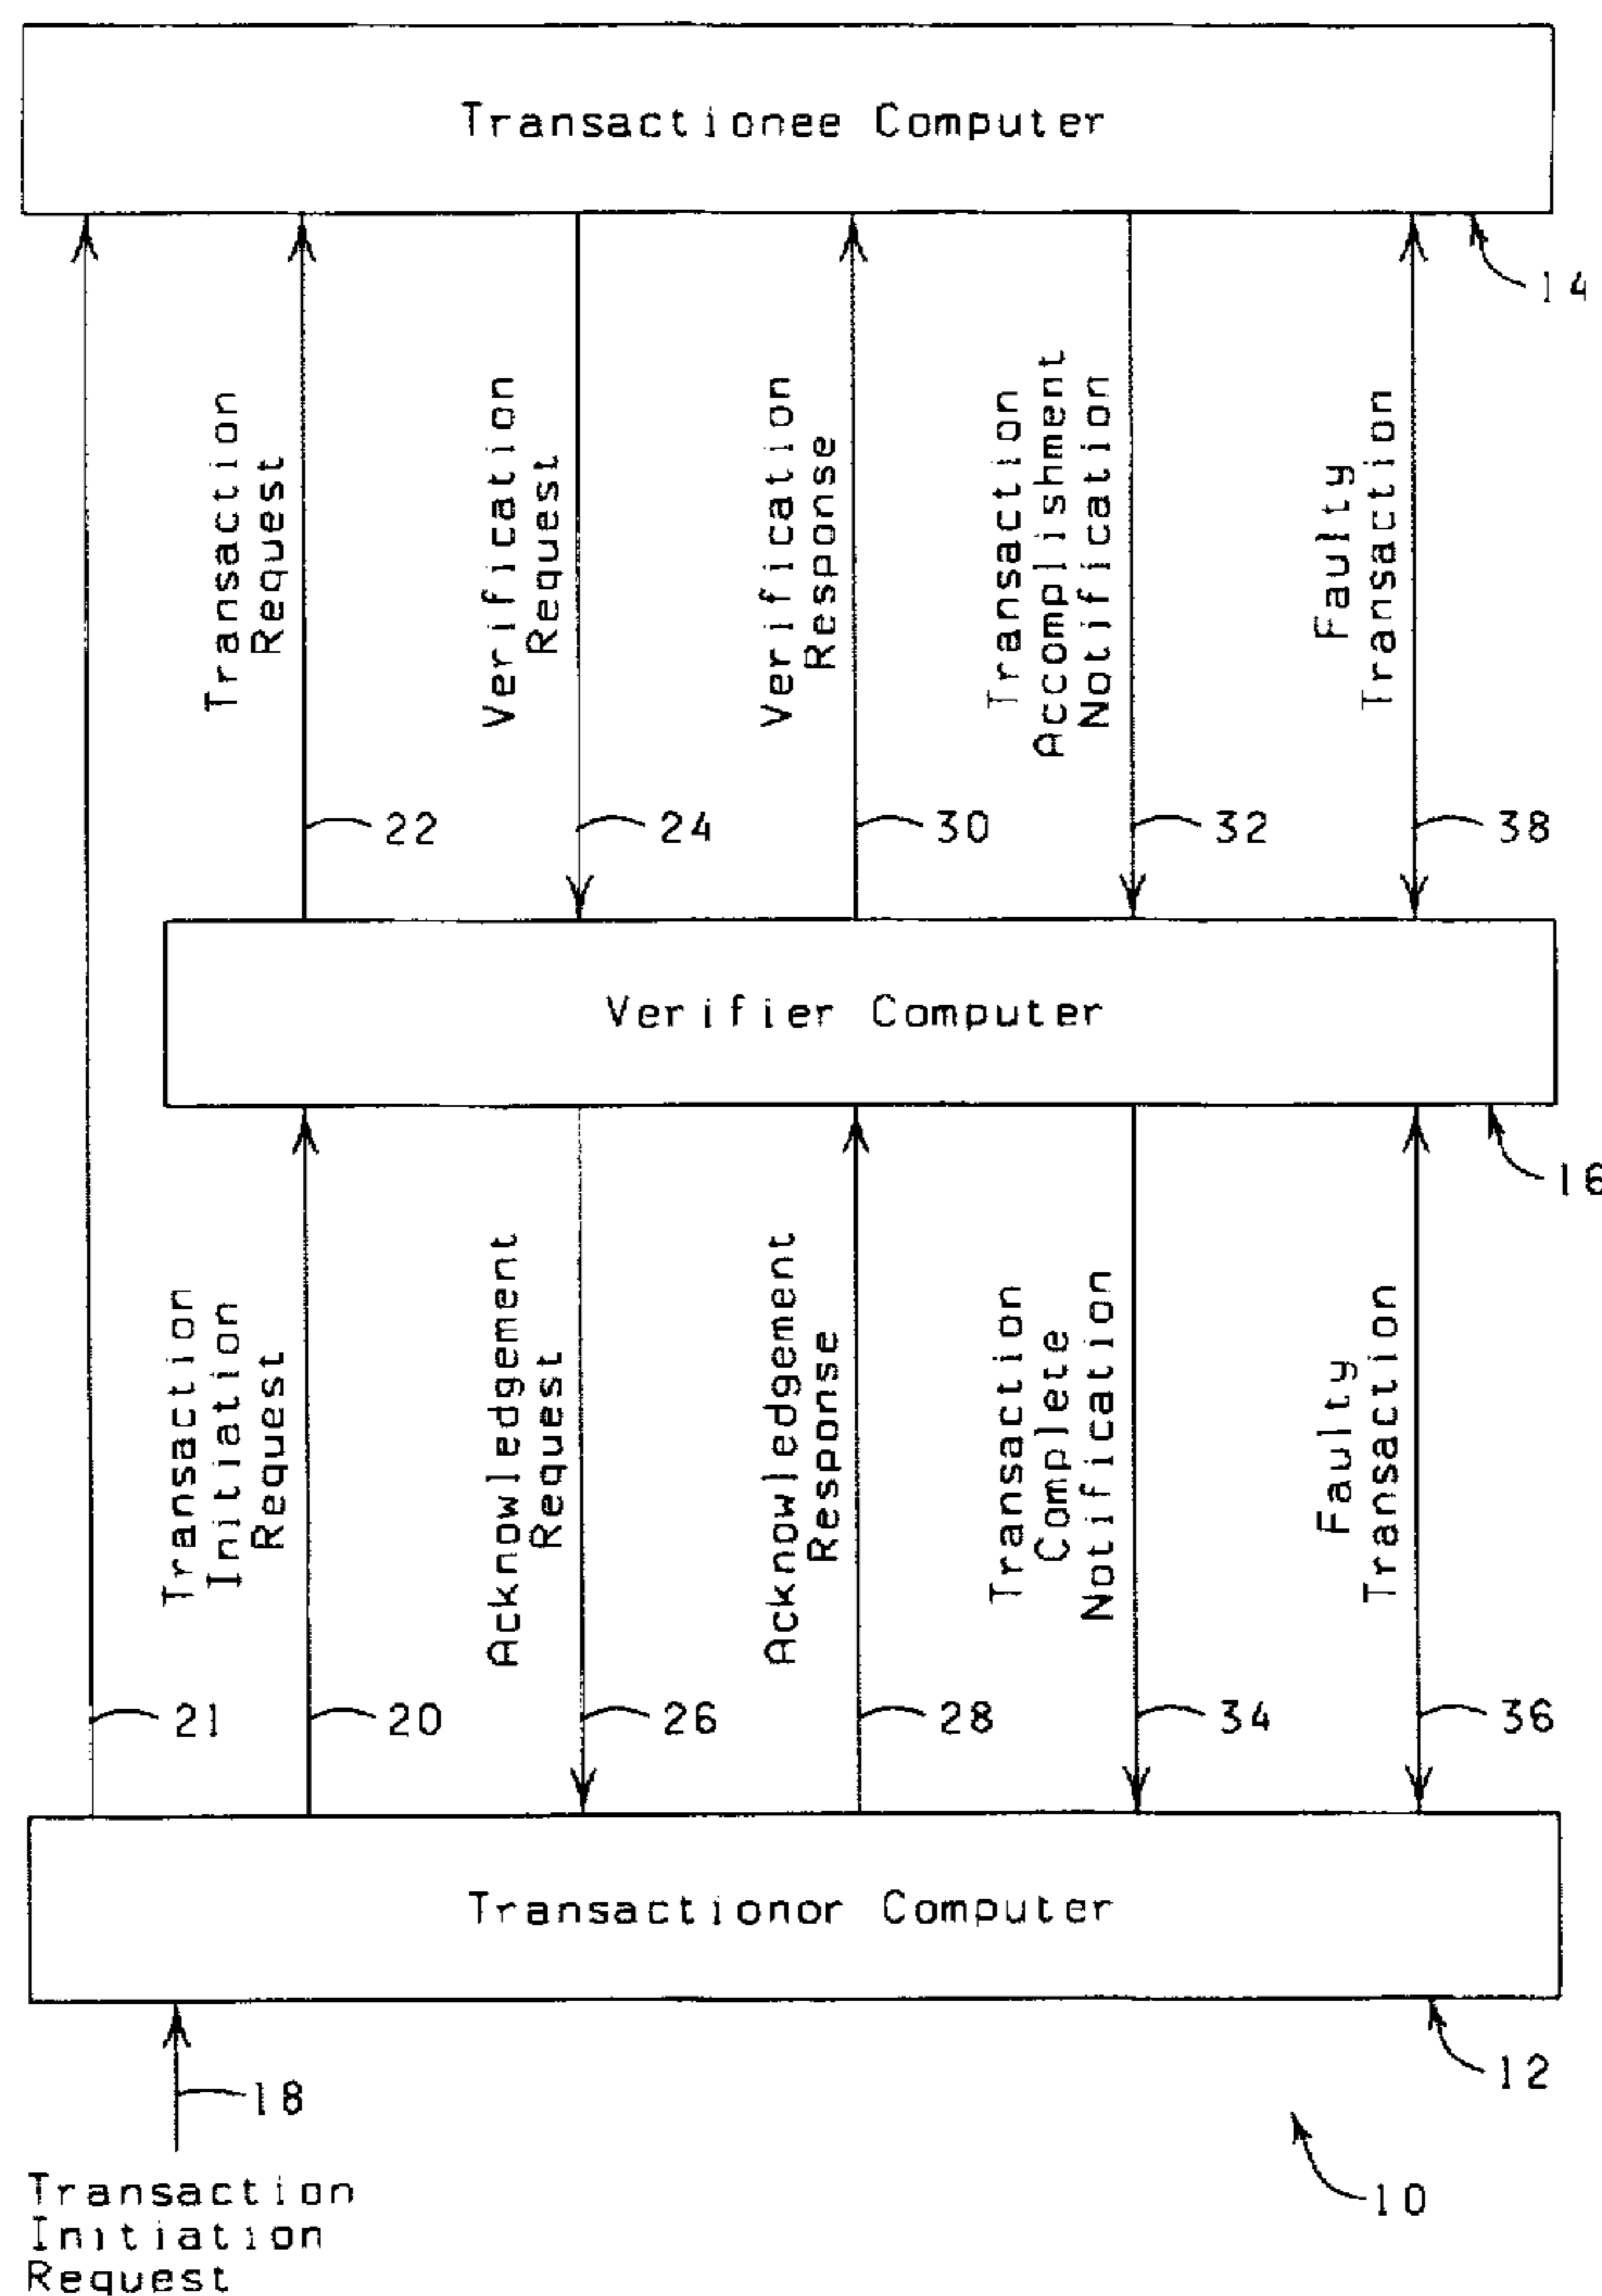 Transactionee Computer
14
Transaction
Request
Verification
Request
Verification
Response
Transaction
Accomplishment
Notification
Faulty
Transaction
22
24
30
32
38
Verifier Computer
16
Transaction
Initiation
Request
Acknowledgement
Request
Acknowledgement
Response
Transaction
Complete
Notification
Faulty
Transaction
21
20
26
28
34
36
Transactionor Computer
12
18
10
Transaction
Initiation
Request